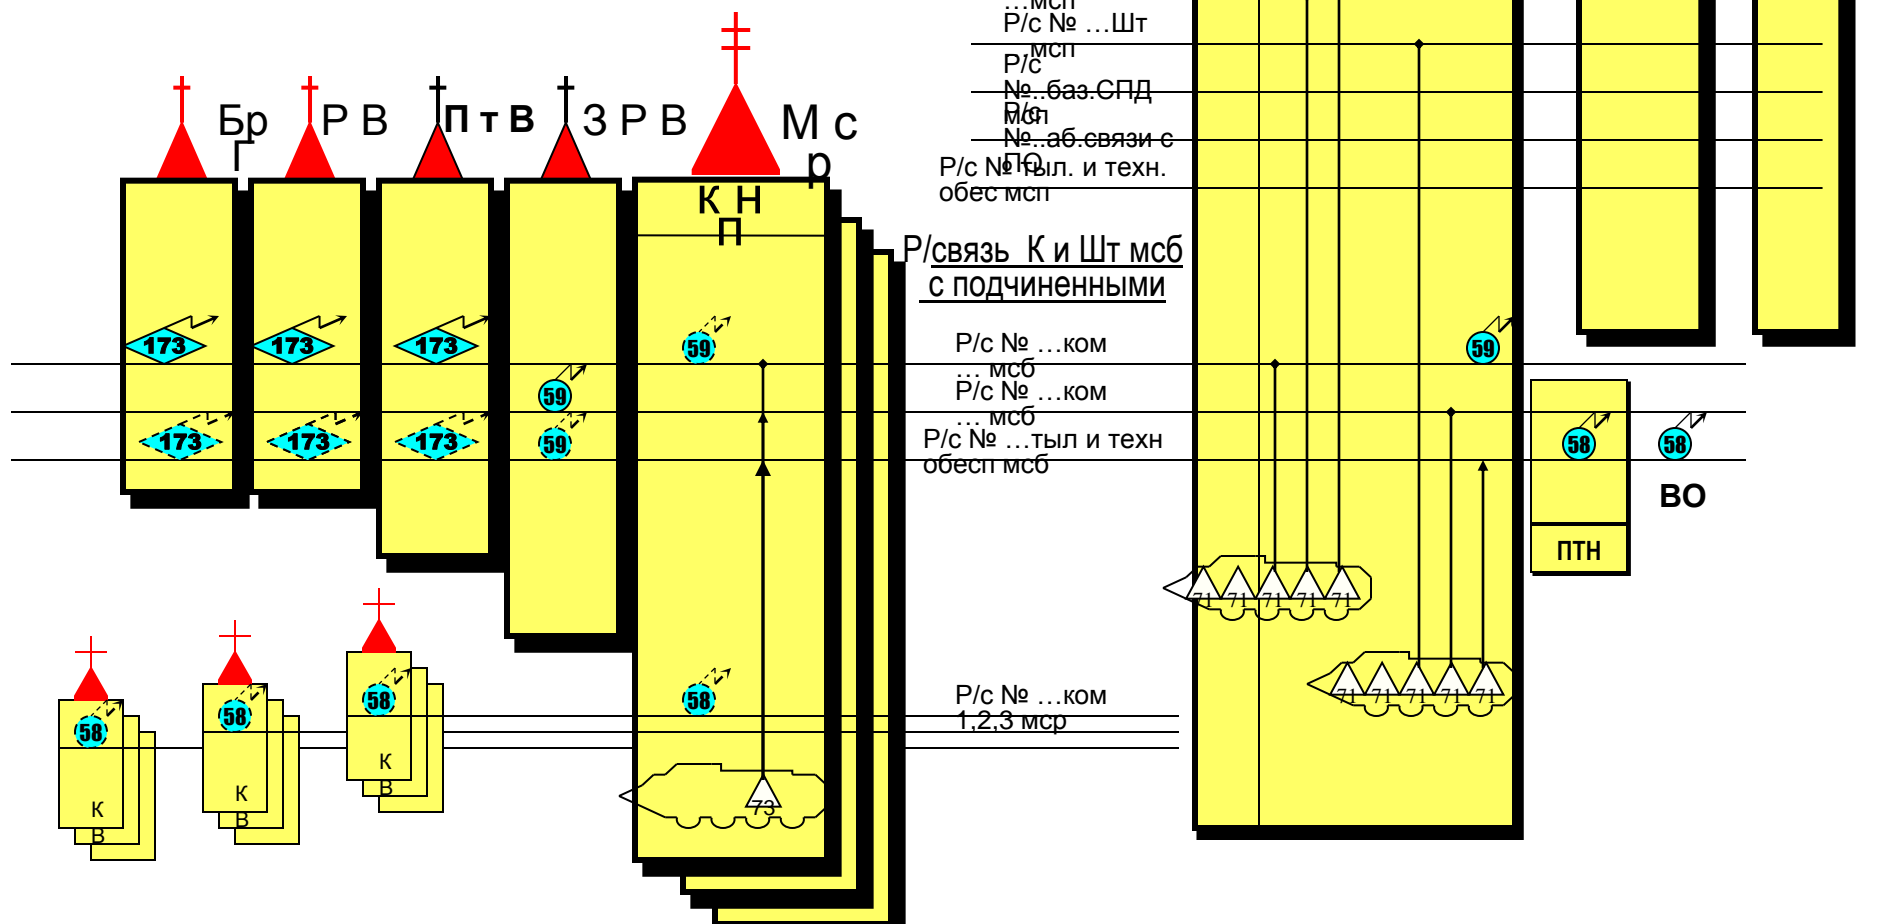 …мсп
Р/с № …Шт
…мсп
Р/с
№..баз.СПД
мсп
Р/с
№..аб.связи с
ПО
Р/с № тыл. и техн.
обес мсп
Бр
Г
Р В
П т В
З Р В
М с
р
К Н
П
Р/связь К и Шт мсб
с подчиненными
173
173
173
59
59
Р/с № …ком
… мсб
59
Р/с № …ком
… мсб
173
173
173
59
Р/с № …тыл и техн
обесп мсб
58
58
ВО
ПТН
71
71
71
71
71
58
58
58
58
Р/с № …ком
1,2,3 мср
71
71
71
71
71
К
В
К
В
К
В
73